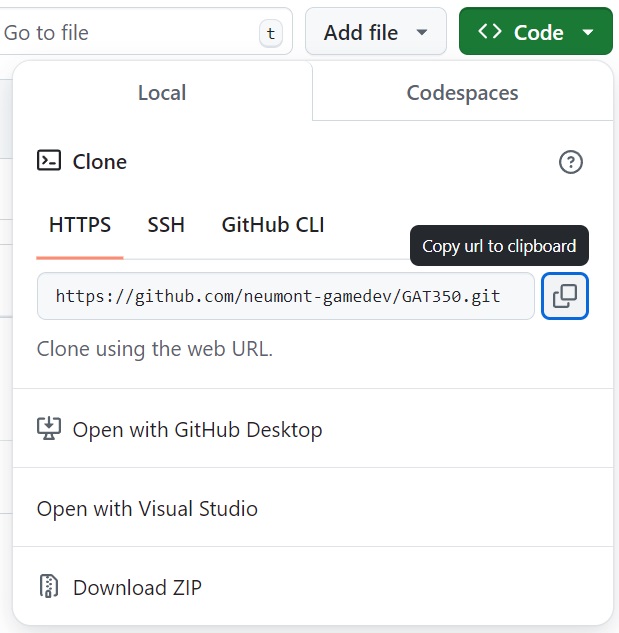 Go to file t Add file Code
Local Codespaces
Clone
HTTPS SSH GitHub CLI
Copy url to clipboard
https://github.com/neumont-gamedev/GAT350.git
Clone using the web URL.
Open with GitHub Desktop
Open with Visual Studio
Download ZIP